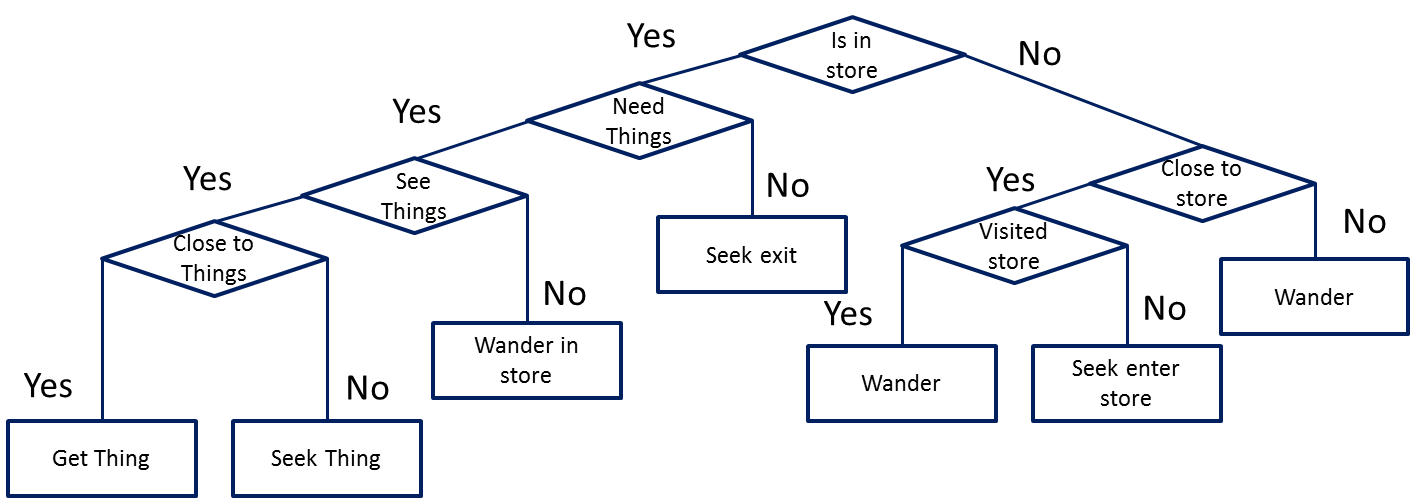 Yes
Is in
store
No
Yes
Need
Things
Yes
See
Things
No
Yes
Close to
store
No
Close to
Things
Seek exit
Visited
store
No
Wander
Wander in
store
Yes
No
Wander
Seek enter
store
Yes
No
Get Thing
Seek Thing